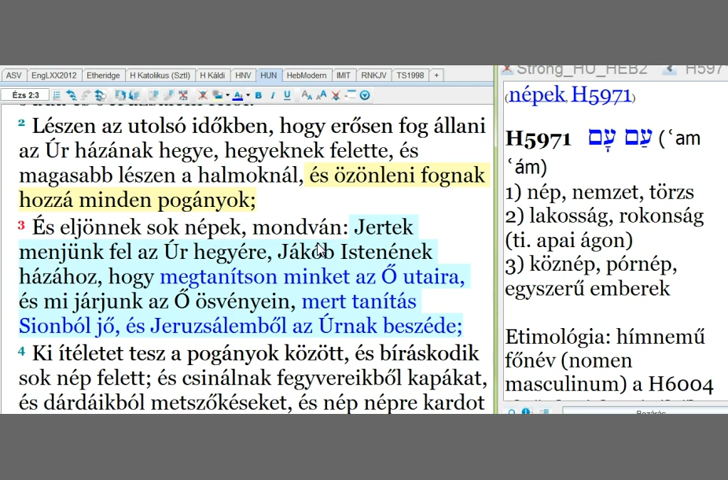 ASV EngLXX2012 Etheridge H Katolikus (Sztl) H Káldi HNV HUN HebModern IMIT RNKJV TS1998 +
Strong_HU_HEB2 H597
Ézs 2:3
2 Lészen az utolsó időkben, hogy erősen fog állani
az Úr házának hegye, hegyeknek felette, és
magasabb lészen a halmoknál, és özönleni fognak
hozzá minden pogányok;
3 És eljönnek sok népek, mondván: Jertek
menjünk fel az Úr hegyére, Jákób Istenének
házához, hogy megtanítson minket az Ő utaira,
és mi járjunk az Ő ösvényein, mert tanítás
Sionból jő, és Jeruzsálemből az Úrnak beszéde;
4 Ki ítéletet tesz a pogányok között, és bíráskodik
sok nép felett; és csinálnak fegyvereikből kapákat,
és dárdáikból metszőkéseket, és nép népre kardot
(népek, H5971)
H5971 עַם עָם (ʿam
ʿám)
1) nép, nemzet, törzs
2) lakosság, rokonság
(ti. apai ágon)
3) köznép, pórnép,
egyszerű emberek
Etimológia: hímnemű
főnév (nomen
masculinum) a H6004